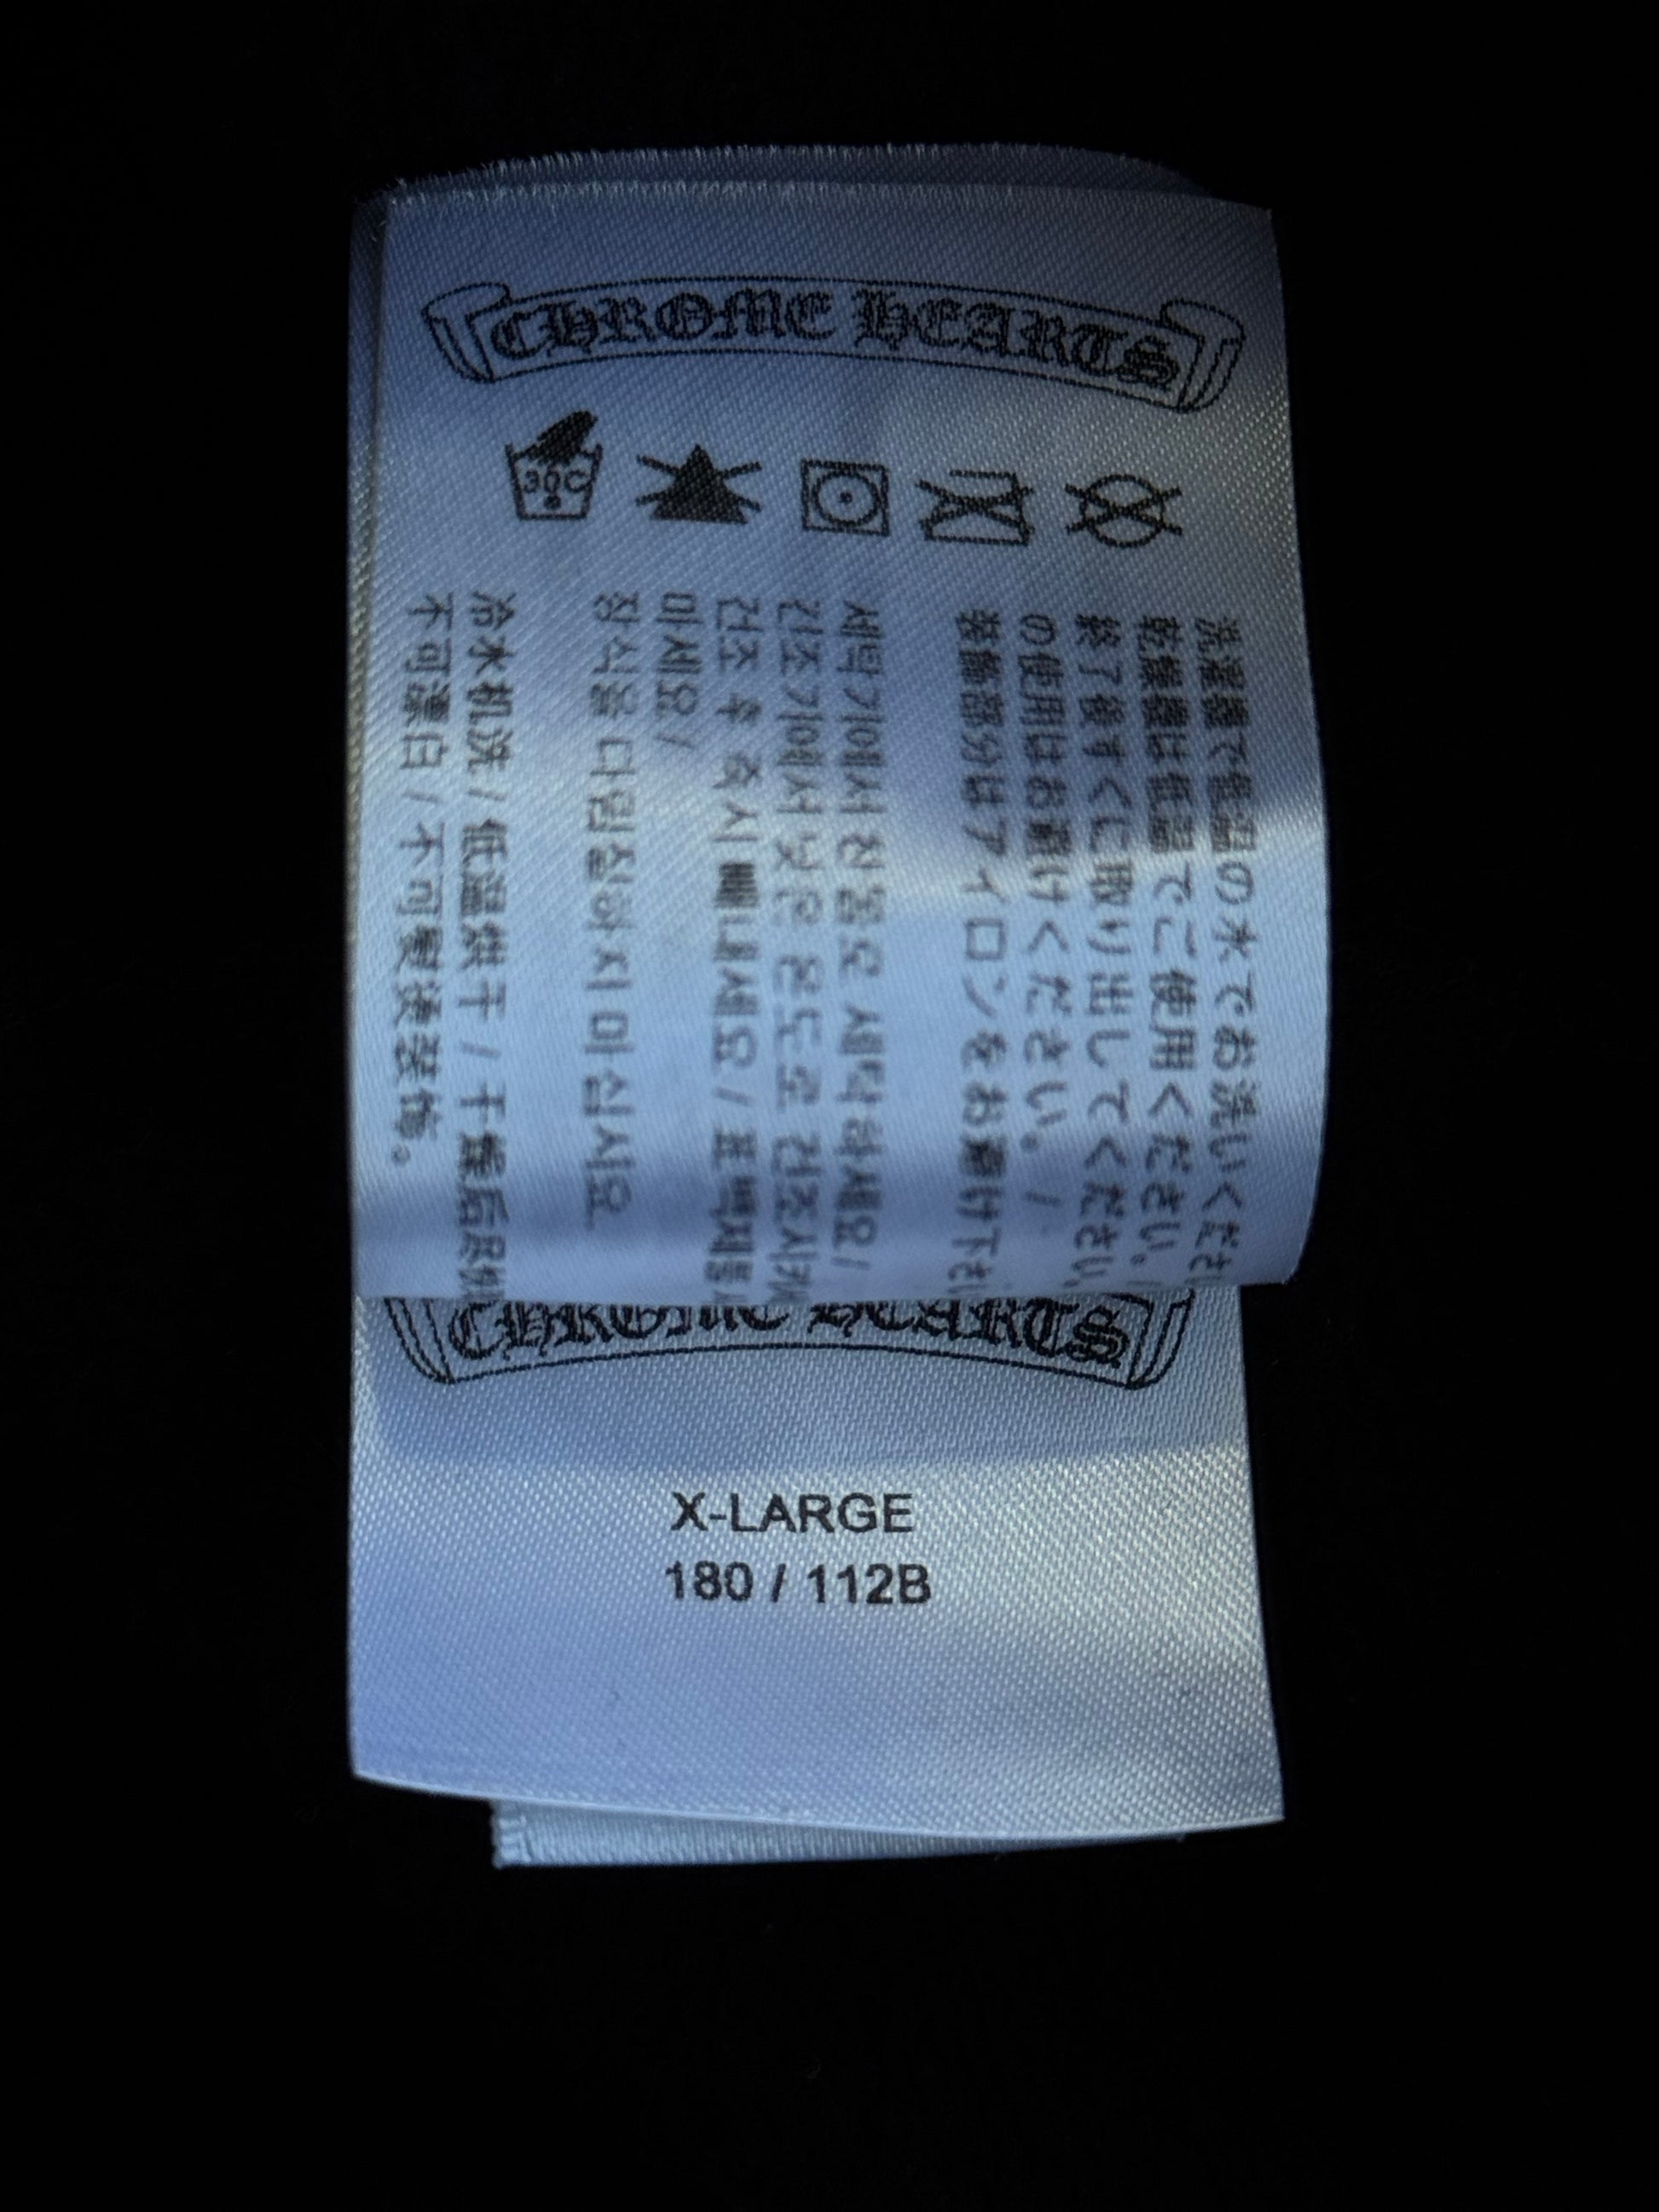 CHROME HEARTS
30C
洗濯機で低温の水でお洗いくださ
乾燥機は低温でご使用ください。/
終了後すぐに取り出してください。
の使用はお避けください。/
装飾部分はアイロンをお避け下さい
세탁기에서 찬물로 세탁하세요/
건조기에서 낮은 온도로 건조시키
건조 후 즉시 빼내세요/표백제등
마세요/
장식을 다림질하지 마십시요
冷水机洗/低温烘干/干燥后尽快
不可漂白/不可熨烫装饰。
CHROME HEARTS
X-LARGE
180 / 112B